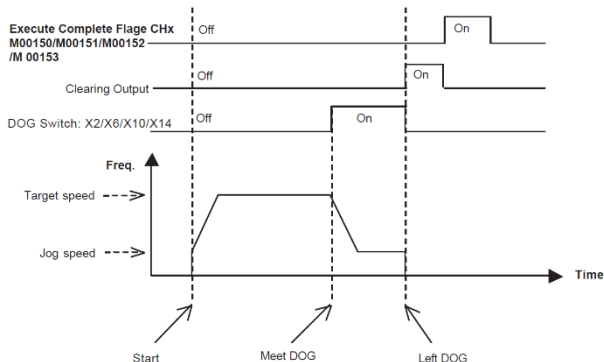 Execute Complete Flage CHx
M00150/M00151/M00152
/M 00153
Off
On
Clearing Output
Off
On
DOG Switch: X2/X6/X10/X14
Off
On
Freq.
Target speed
Jog speed
Time
Start
Meet DOG
Left DOG